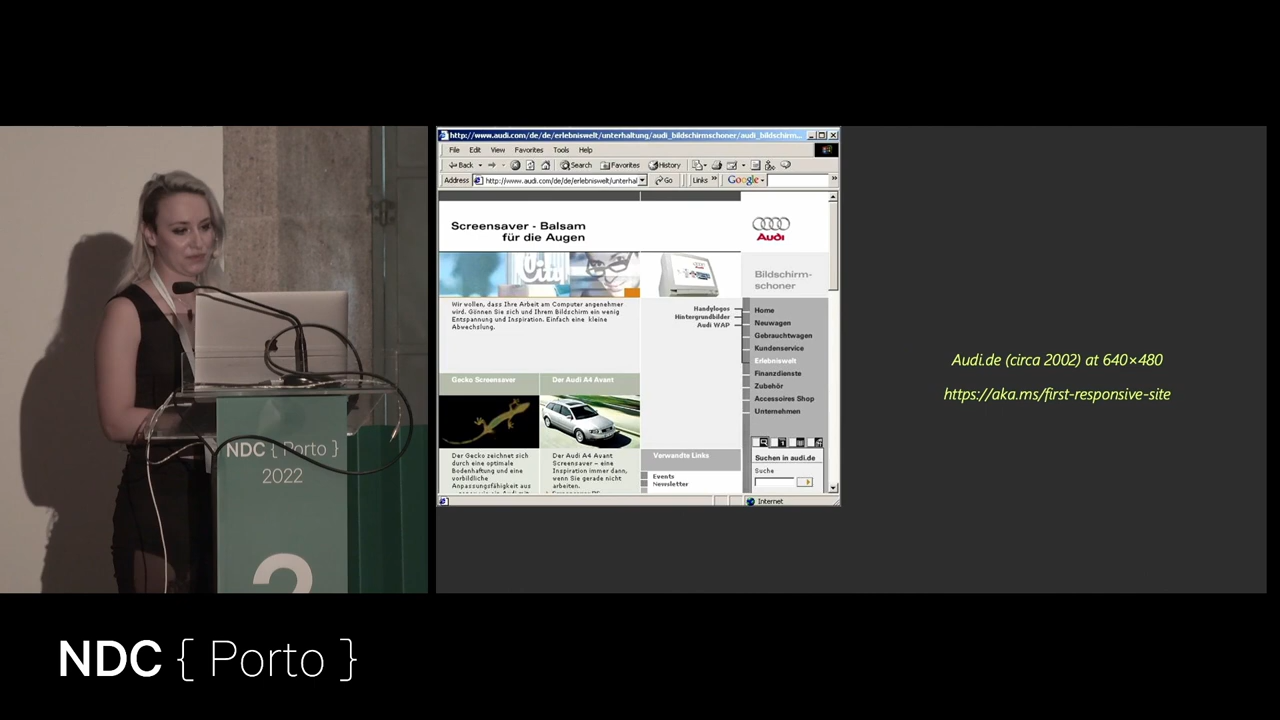 http://www.audi.com/de/de/erlebniswelt/unterhaltung/audi_bildschirmschoner/audi_bildschirm...
File Edit View Favorites Tools Help
Back Search Favorites History
Address http://www.audi.com/de/de/erlebniswelt/unterhal Go Links » Google »
Screensaver - Balsam
für die Augen
Audi
Bildschirm-
schoner
Wir wollen, dass Ihre Arbeit am Computer angenehmer
wird. Gönnen Sie sich und Ihrem Bildschirm ein wenig
Entspannung und Inspiration. Einfach eine kleine
Abwechslung.
Handylogos
Hintergrundbilder
Audi WAP
Home
Neuwagen
Gebrauchtwagen
Kundenservice
Erlebniswelt
Finanzdienste
Zubehör
Accessoires Shop
Unternehmen
Gecko Screensaver
Der Audi A4 Avant
Der Gecko zeichnet sich
durch eine optimale
Bodenhaftung und eine
vorbildliche
Anpassungsfähigkeit aus
Der Audi A4 Avant
Screensaver – eine
Inspiration immer dann,
wenn Sie gerade nicht
arbeiten.
Verwandte Links
Events
Newsletter
Suchen in audi.de
Suche
Internet
Audi.de (circa 2002) at 640×480
https://aka.ms/first-responsive-site
NDC { Porto }
2022
2
NDC { Porto }